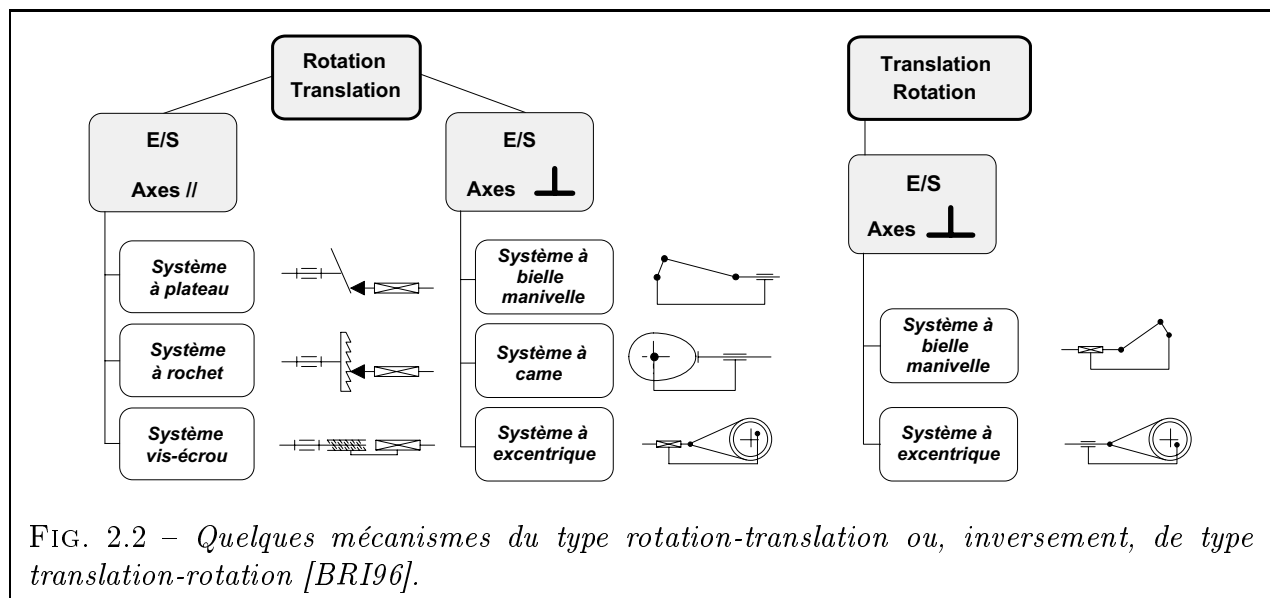 Rotation
Translation
E/S
Axes //
Système
à plateau
Système
à rochet
Système
vis-écrou
E/S
Axes
Système à
bielle
manivelle
Système à
came
Système à
excentrique
Translation
Rotation
E/S
Axes
Système à
bielle
manivelle
Système à
excentrique
FIG. 2.2 – Quelques mécanismes du type rotation-translation ou, inversement, de type
translation-rotation [BRI96].